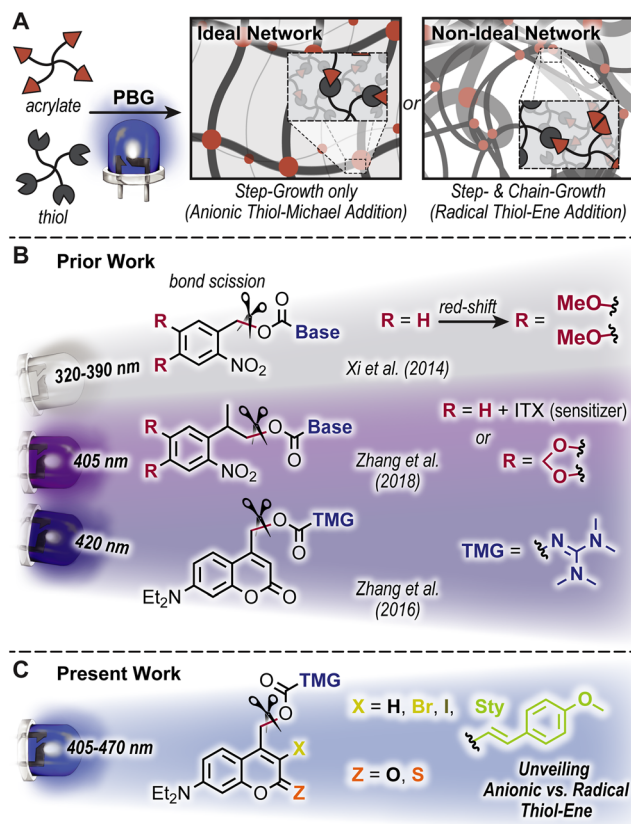 A
acrylate
thiol
PBG
Ideal Network
or
Non-Ideal Network
Step-Growth only
(Anionic Thiol-Michael Addition)
Step- & Chain-Growth
(Radical Thiol-Ene Addition)
B Prior Work
bond scission
320-390 nm
R
R
O
O
Base
NO₂
R = H
red-shift
R =
MeO
MeO
Xi et al. (2014)
405 nm
R
R
O
O
Base
NO₂
Zhang et al.
(2018)
R = H + ITX (sensitizer)
or
R =
O
O
420 nm
O
O
TMG
Et₂N
O
O
Zhang et al.
(2016)
TMG =
N
N
N
C Present Work
405-470 nm
O
TMG
O
X
Et₂N
O
Z
X = H, Br, I,
Sty
O
Z = O, S
Unveiling
Anionic vs. Radical
Thiol-Ene